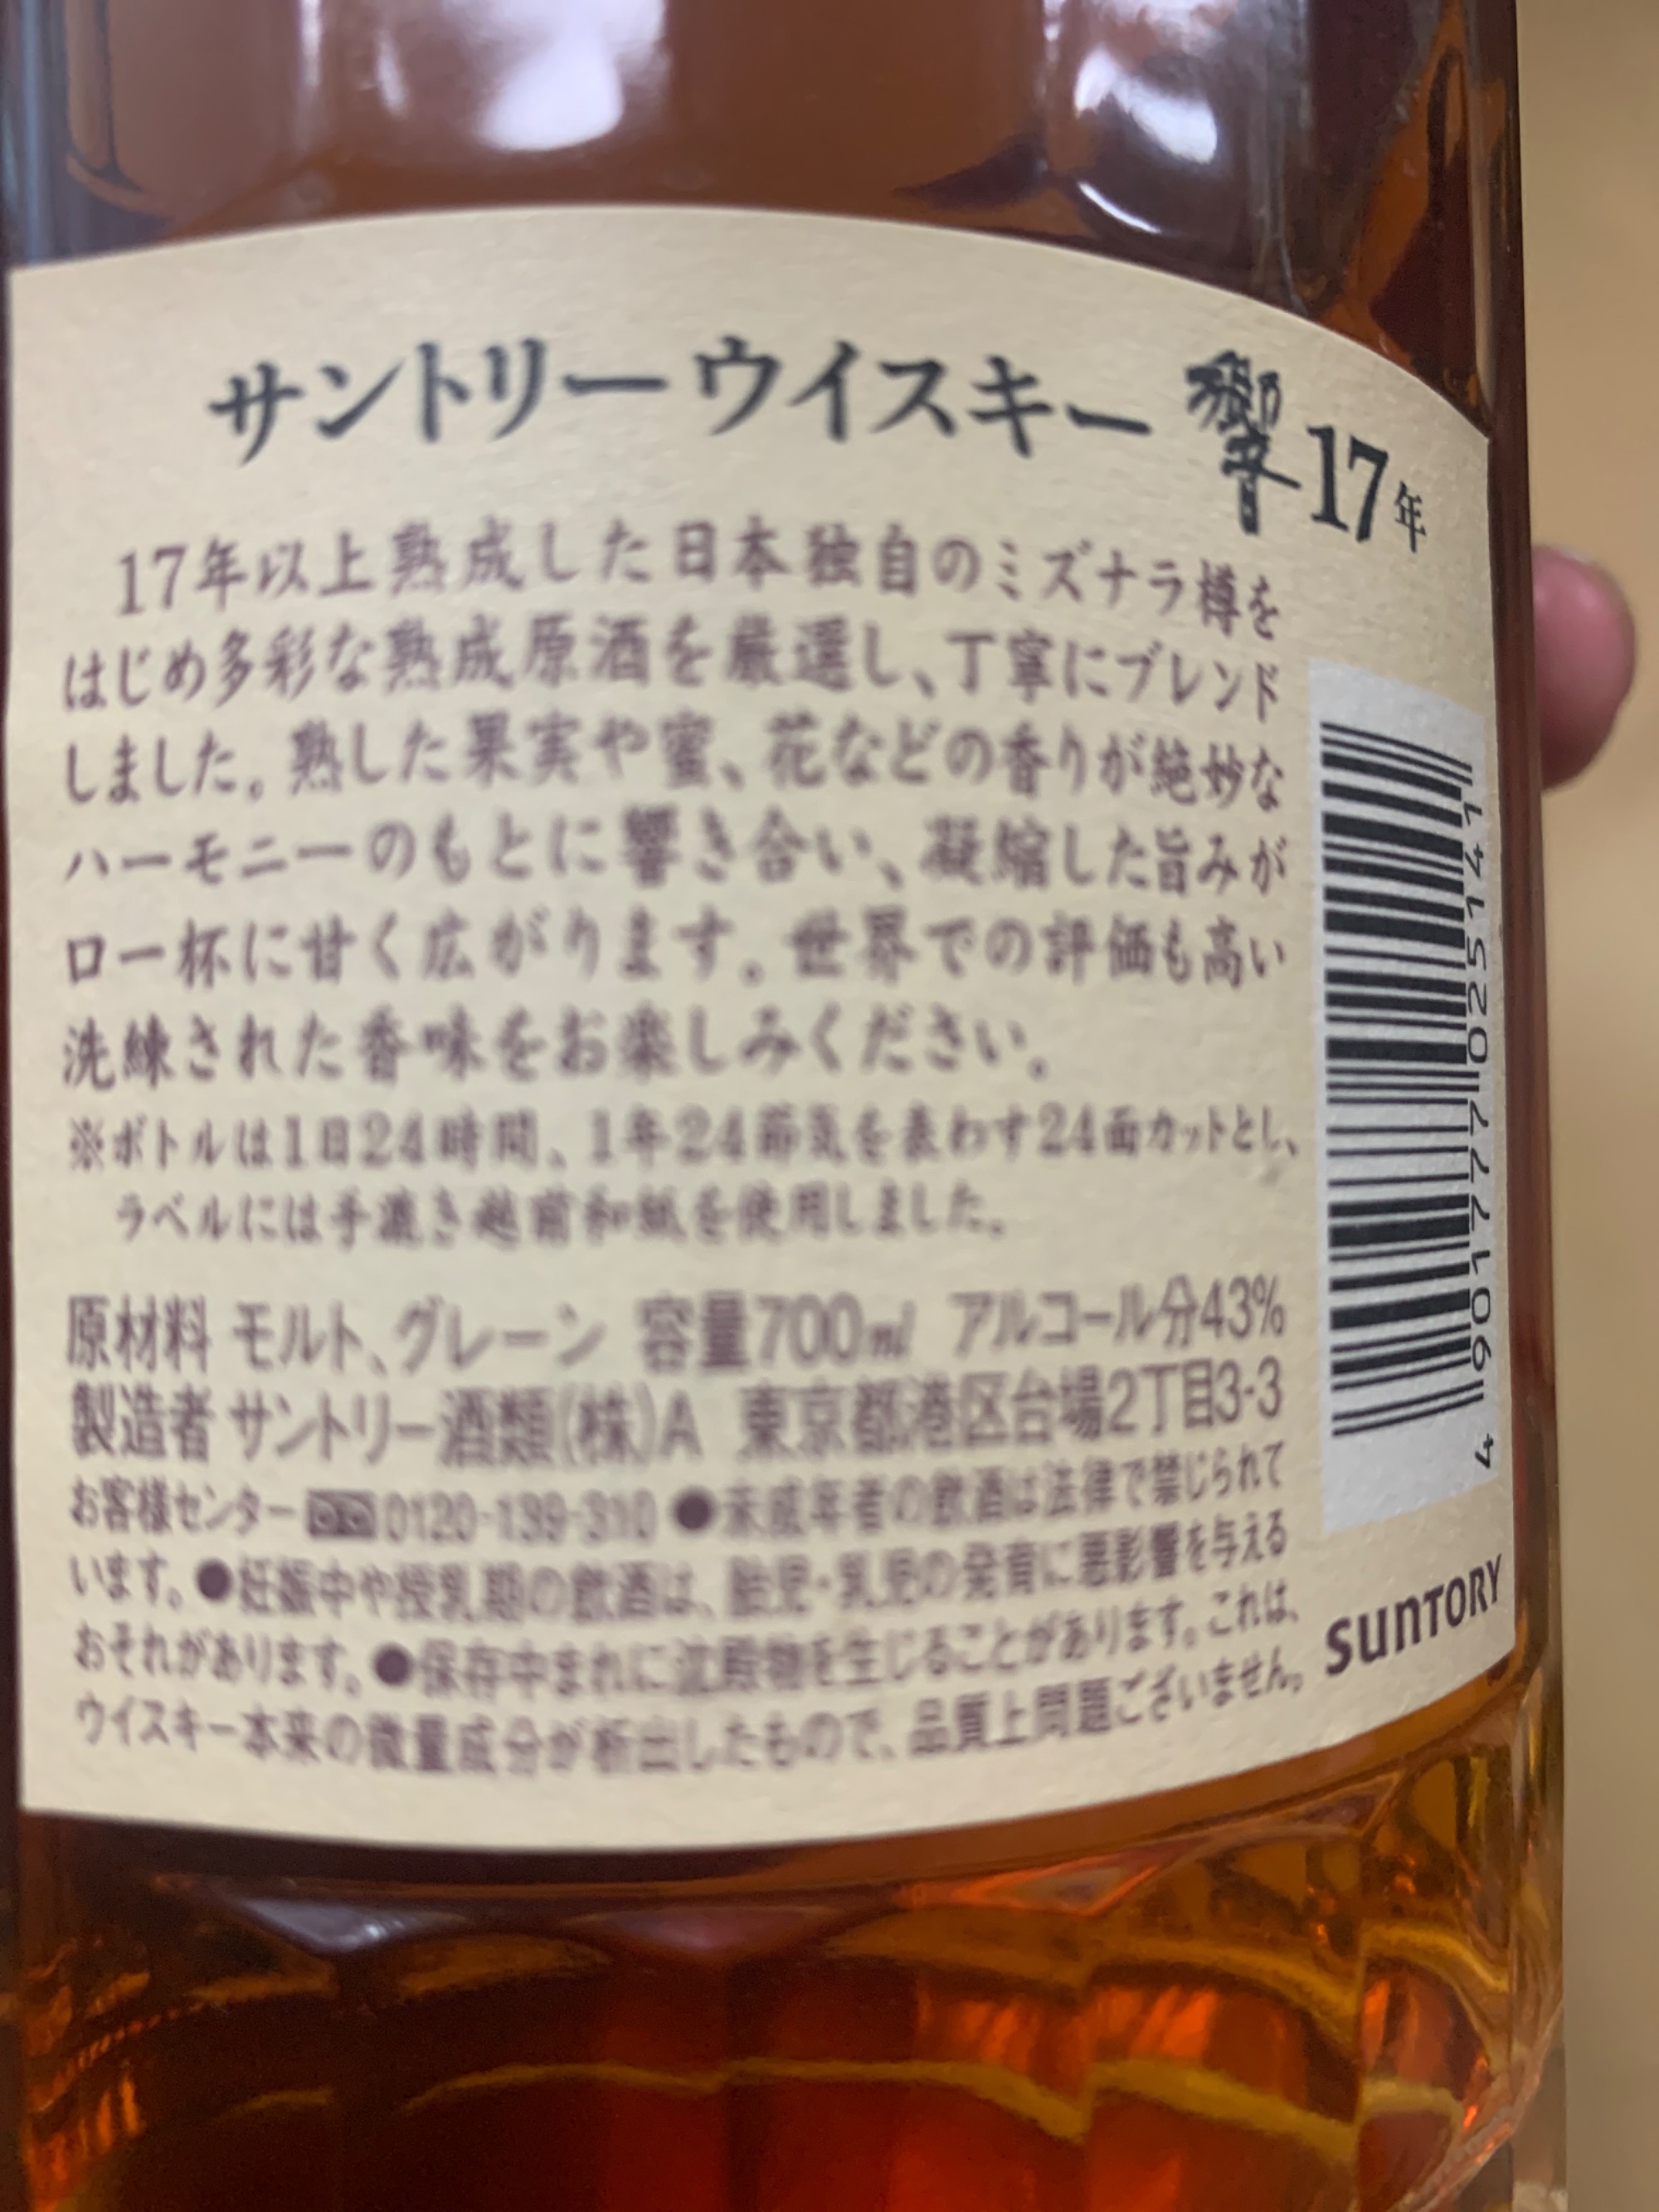 サントリーウイスキー 響 17年
17年以上熟成した日本独自のミズナラ樽を
はじめ多彩な熟成原酒を厳選し、丁寧にブレンド
しました。熟した果実や蜜、花などの香りが絶妙な
ハーモニーのもとに響き合い、凝縮した旨みが
口一杯に甘く広がります。世界での評価も高い
洗練された香味をお楽しみください。
※ボトルは1日24時間、1年24節気を表わす24面カットとし、
ラベルには手漉き越前和紙を使用しました。
原材料 モルト、グレーン 容量700ml アルコール分43%
製造者 サントリー酒類(株)A 東京都港区台場2丁目3-3
お客様センター 0120-139-310 ●未成年者の飲酒は法律で禁じられて
います。●妊娠中や授乳期の飲酒は、胎児・乳児の発育に悪影響を与える
おそれがあります。●保存中まれに沈殿物を生じることがあります。これは、
ウイスキー本来の微量成分が析出したもので、品質上問題ございません。
4 901777 025141
SUNTORY